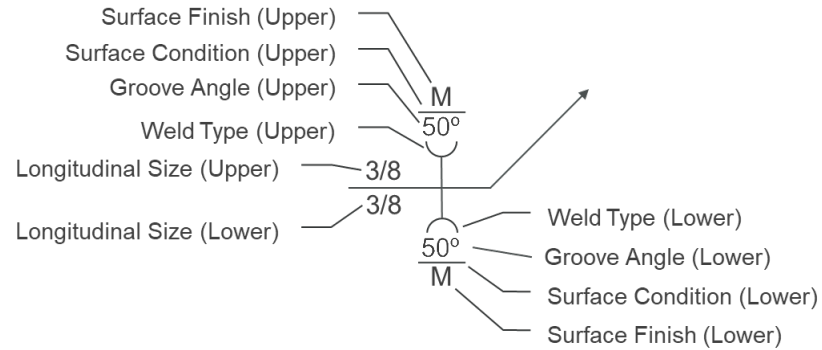 Surface Finish (Upper)
Surface Condition (Upper)
Groove Angle (Upper)
Weld Type (Upper)
Longitudinal Size (Upper)
Longitudinal Size (Lower)
M
50º
3/8
3/8
50º
M
Weld Type (Lower)
Groove Angle (Lower)
Surface Condition (Lower)
Surface Finish (Lower)